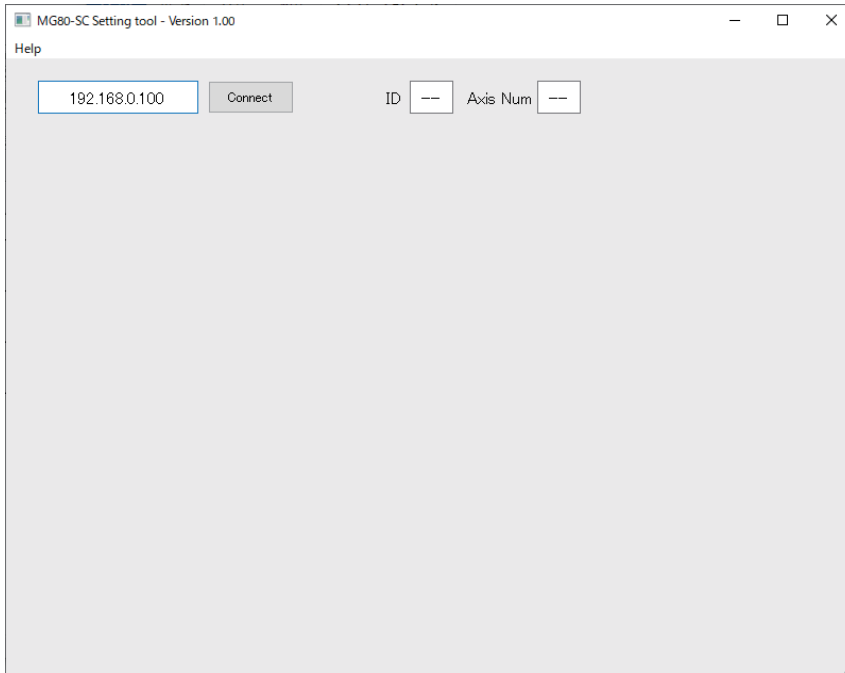 MG80-SC Setting tool - Version 1.00
Help
192.168.0.100 Connect ID -- Axis Num --